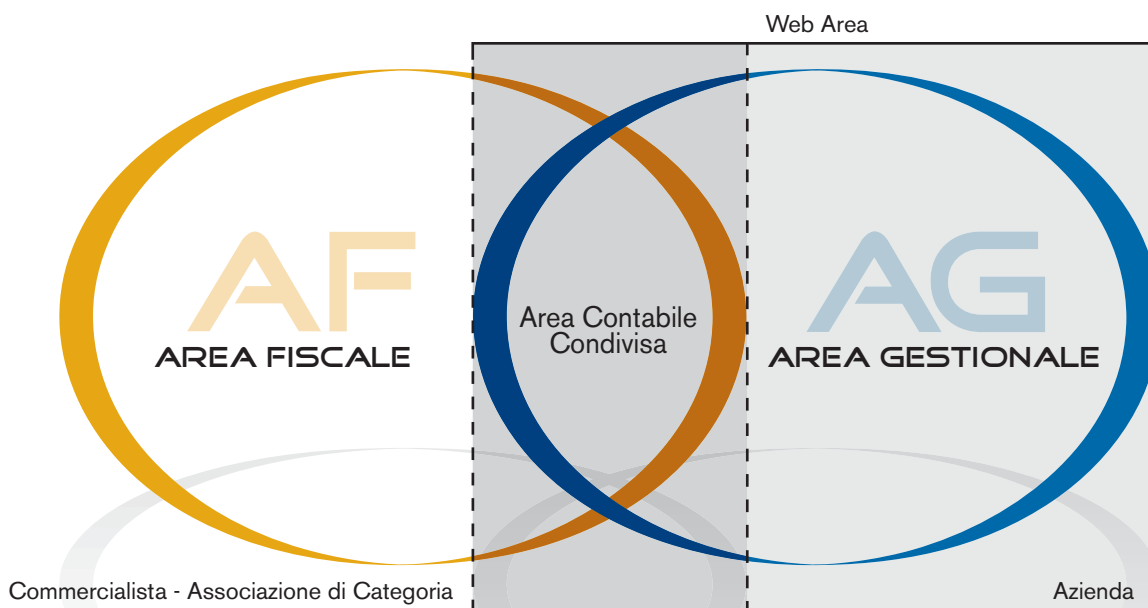 Web Area
AF
AREA FISCALE
Area Contabile
Condivisa
AG
AREA GESTIONALE
Commercialista - Associazione di Categoria
Azienda